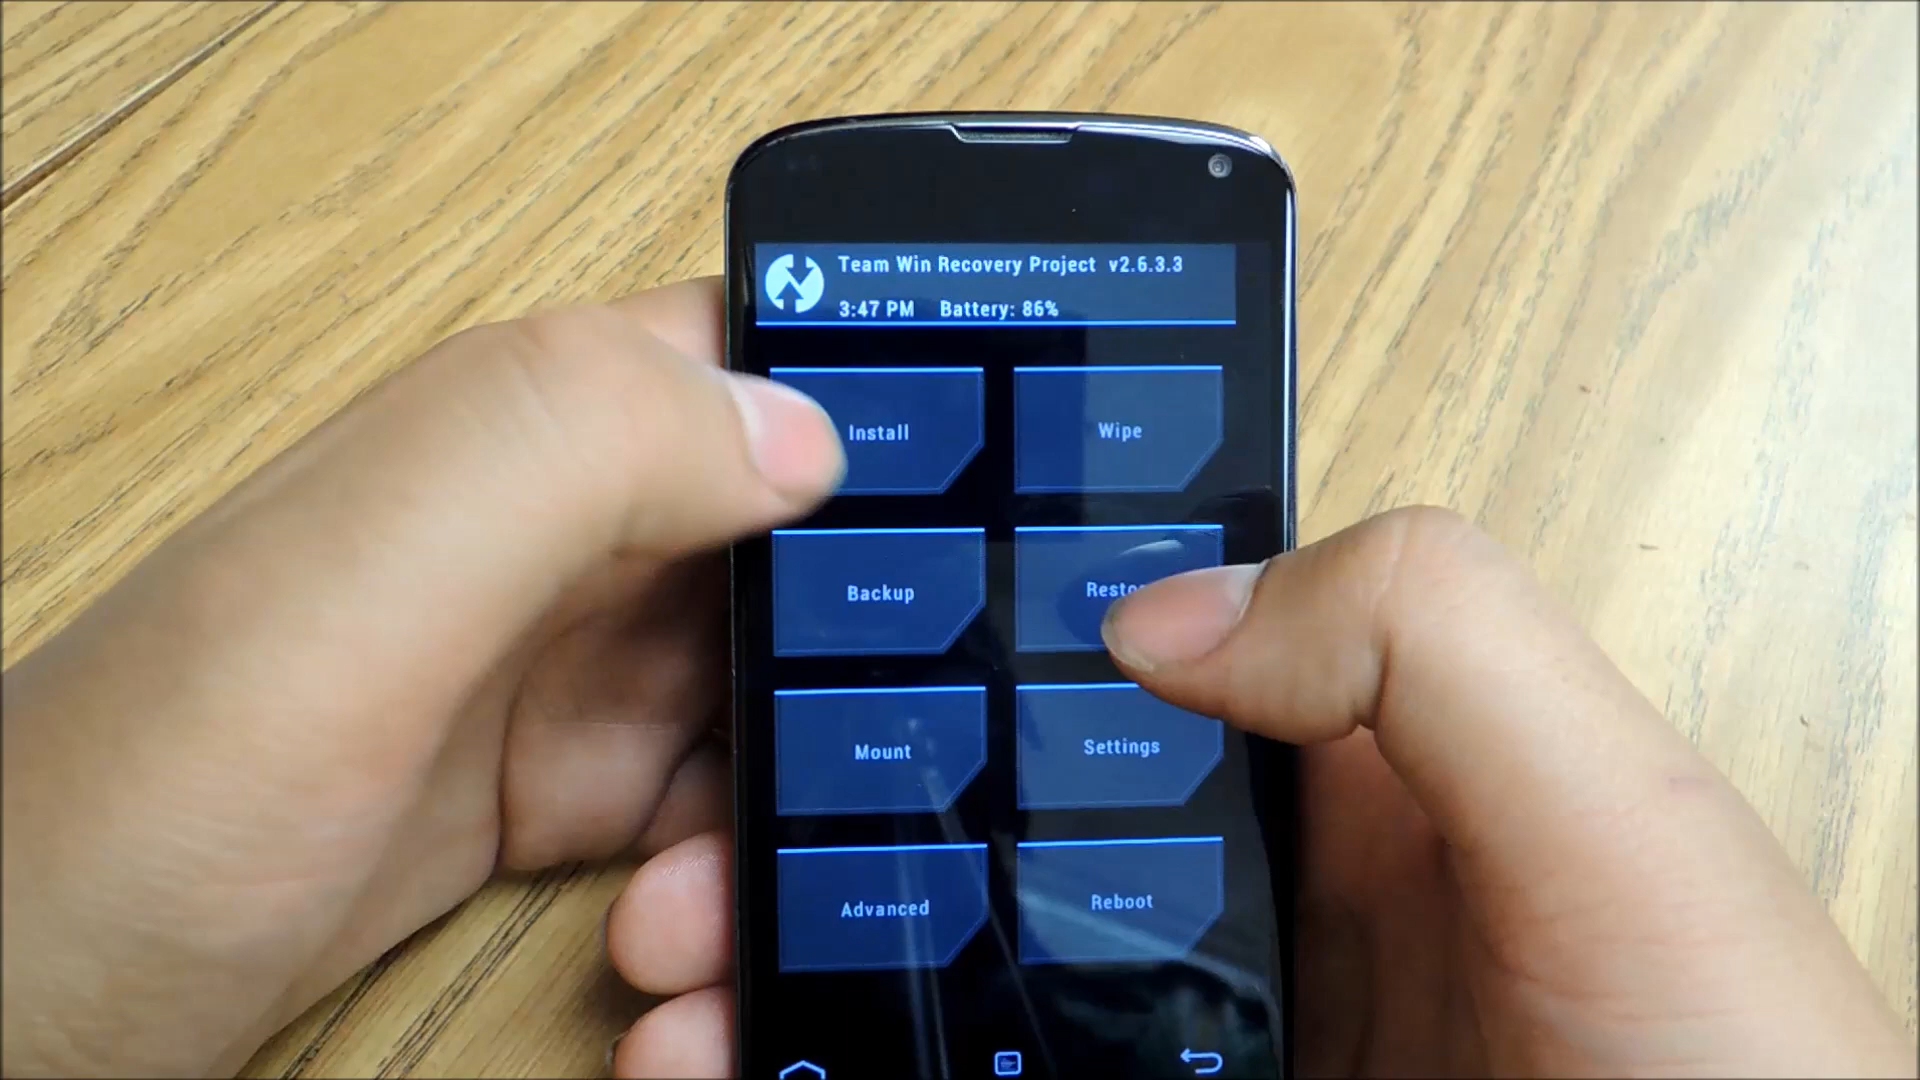 Team Win Recovery Project v2.6.3.3
3:47 PM Battery: 86%
Install
Wipe
Backup
Resto
Mount
Settings
Advanced
Reboot